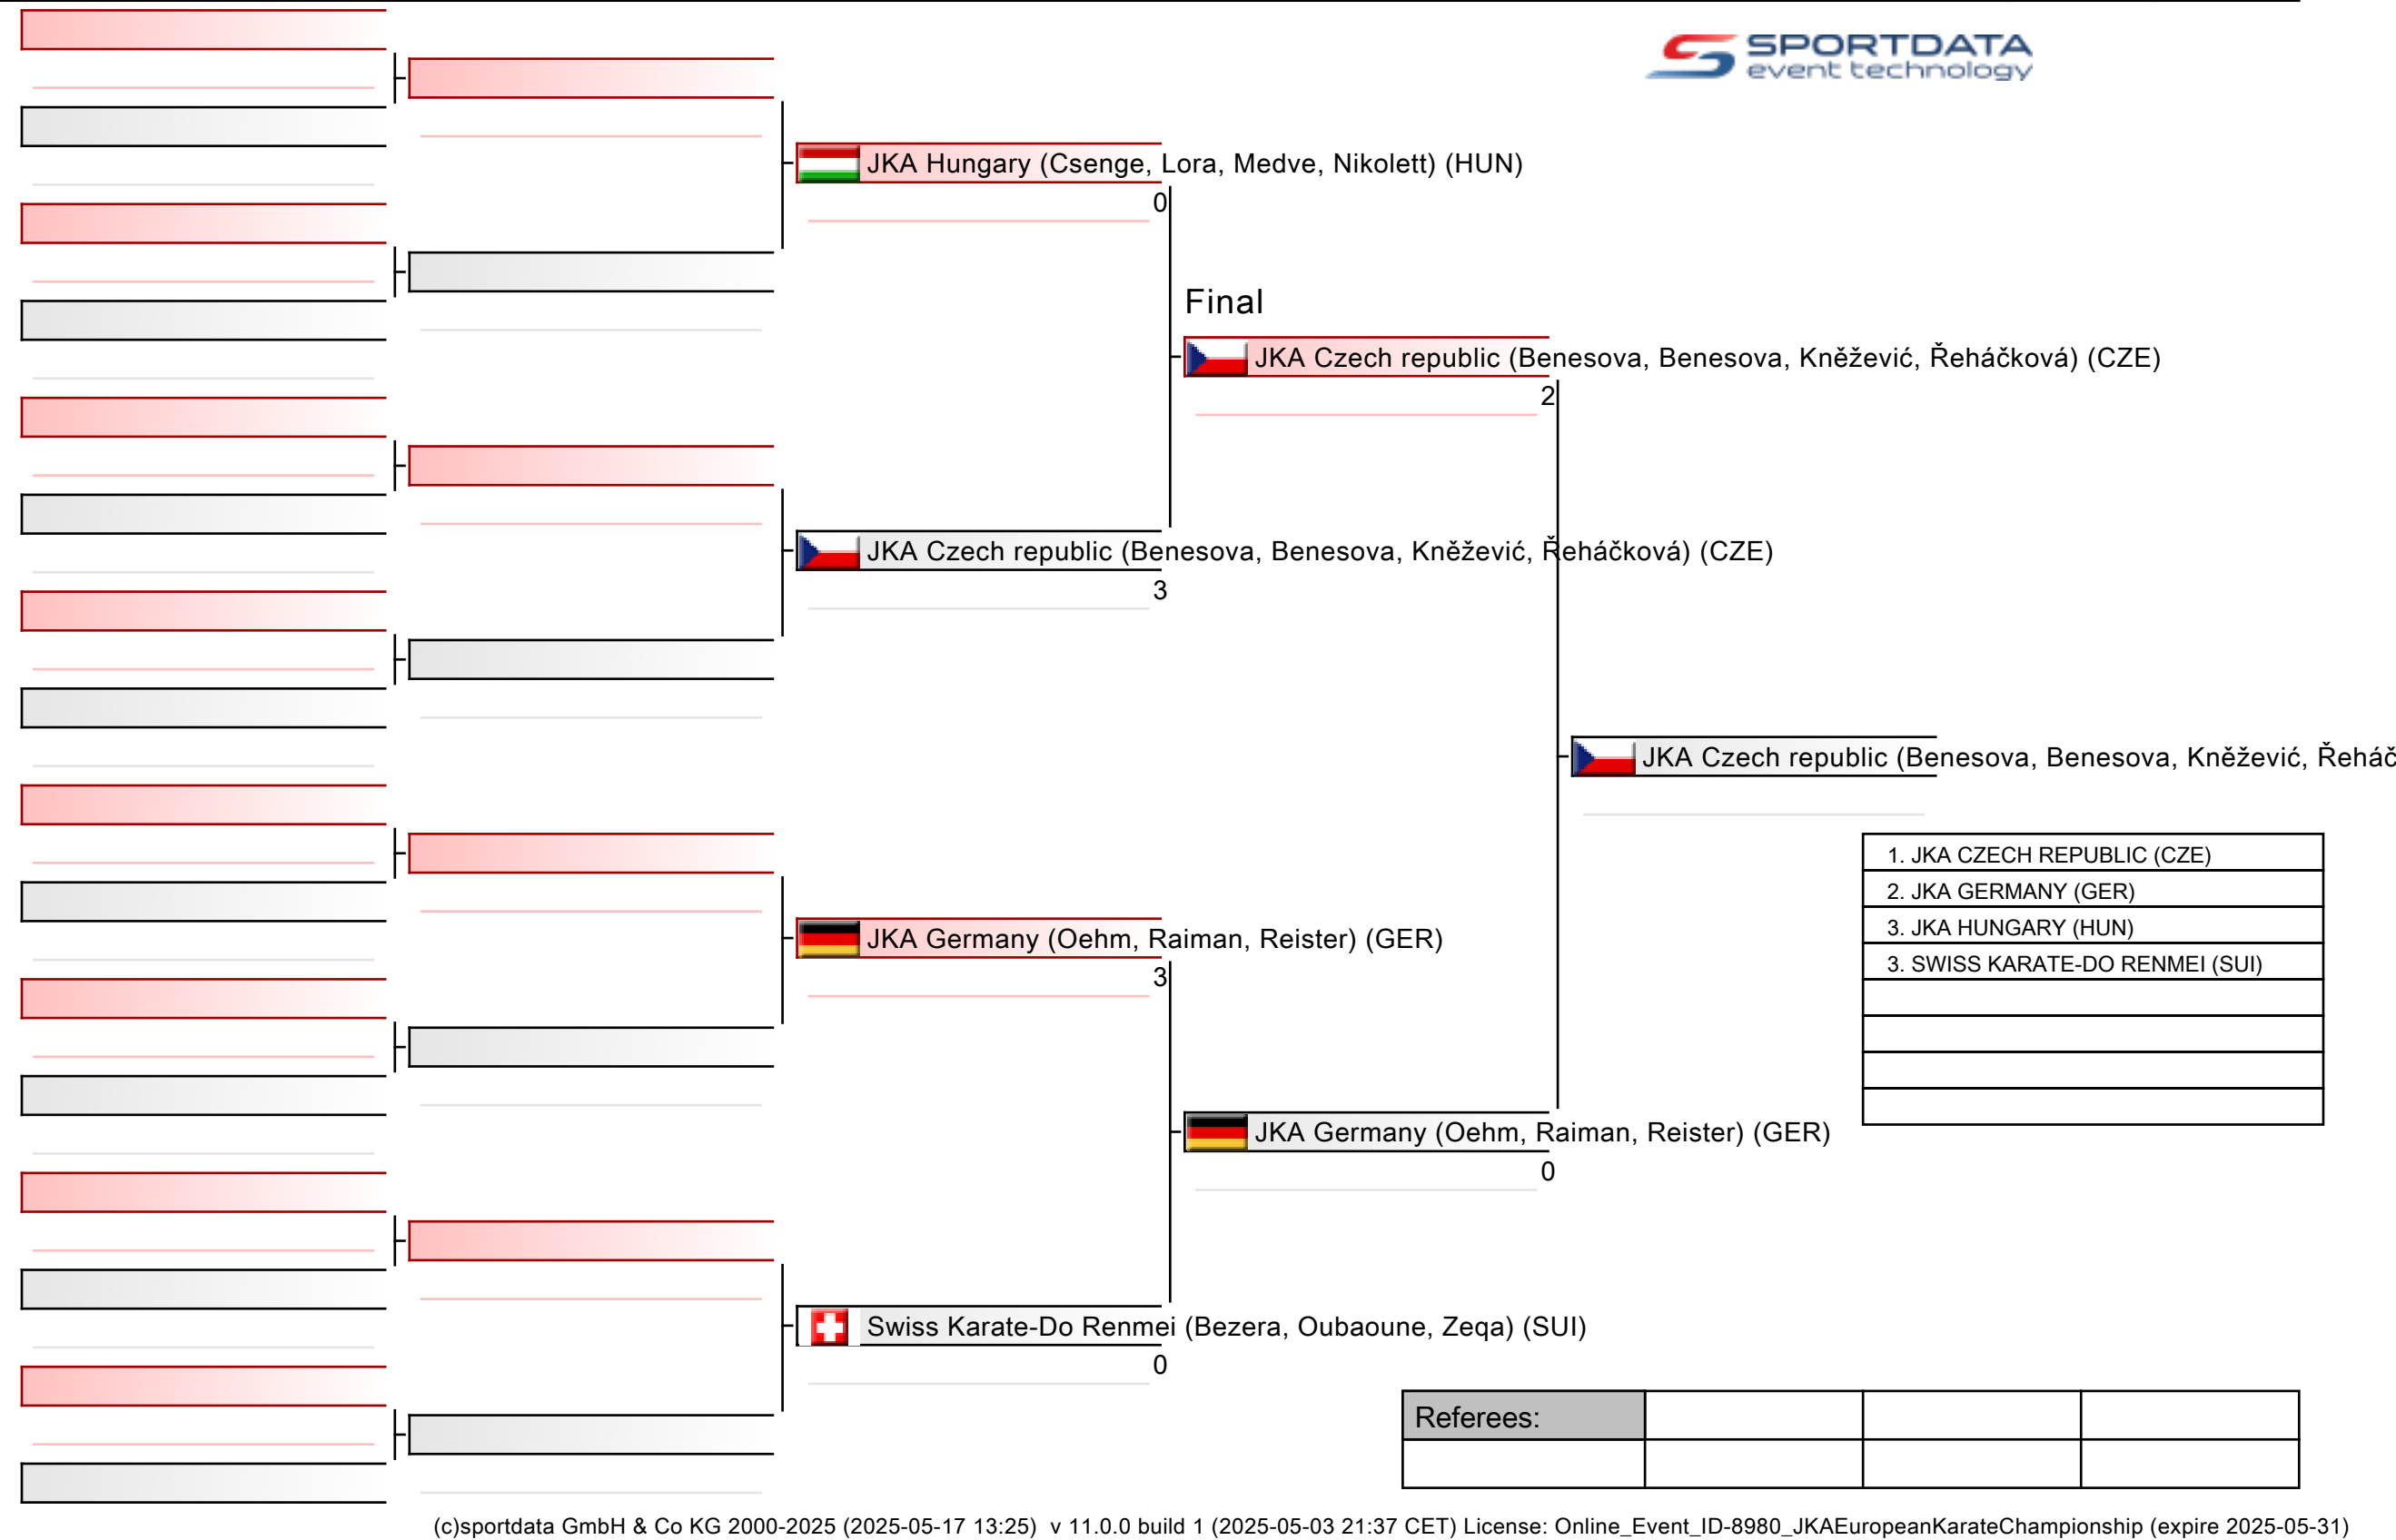 SPORTDATA
event technology
JKA Hungary (Csenge, Lora, Medve, Nikolett) (HUN)
0
Final
JKA Czech republic (Benesova, Benesova, Kněžević, Řeháčková) (CZE)
2
JKA Czech republic (Benesova, Benesova, Kněžević, Řeháčková) (CZE)
3
JKA Czech republic (Benesova, Benesova, Kněžević, Řeháč
1. JKA CZECH REPUBLIC (CZE)
2. JKA GERMANY (GER)
3. JKA HUNGARY (HUN)
3. SWISS KARATE-DO RENMEI (SUI)
JKA Germany (Oehm, Raiman, Reister) (GER)
3
JKA Germany (Oehm, Raiman, Reister) (GER)
0
Swiss Karate-Do Renmei (Bezera, Oubaoune, Zeqa) (SUI)
0
Referees:
(c)sportdata GmbH & Co KG 2000-2025 (2025-05-17 13:25) v 11.0.0 build 1 (2025-05-03 21:37 CET) License: Online_Event_ID-8980_JKAEuropeanKarateChampionship (expire 2025-05-31)